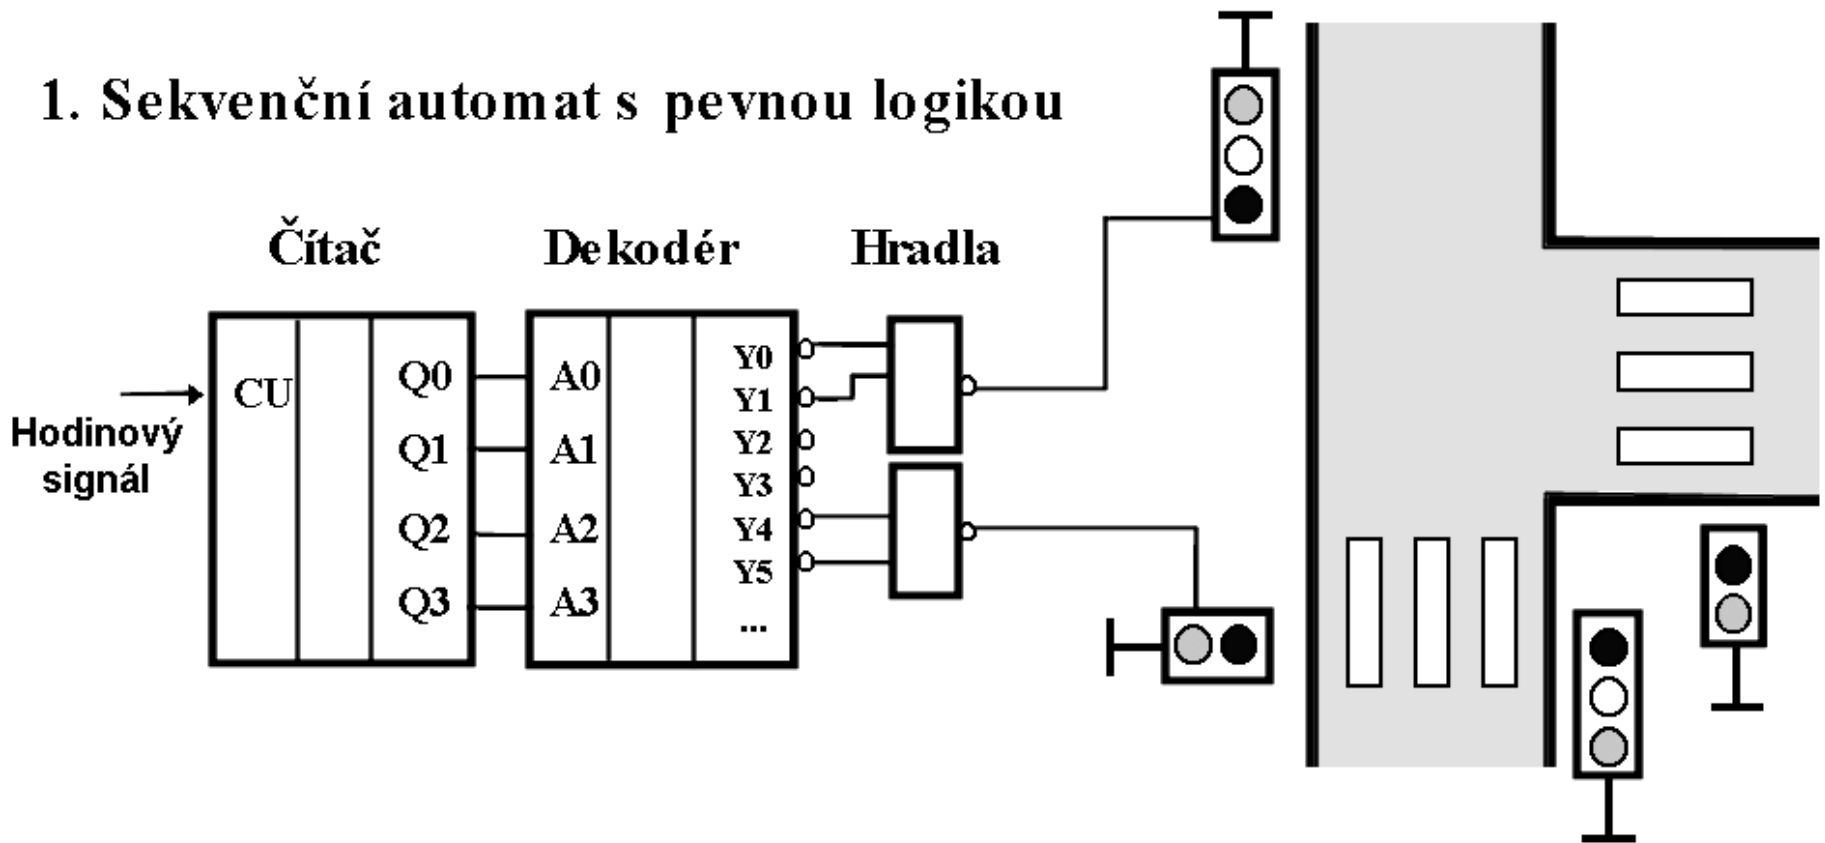 1. Sekvenční automat s pevnou logikou
Čítač
Dekodér
Hradla
Hodinový
signál
CU
Q0
Q1
Q2
Q3
A0
A1
A2
A3
Y0
Y1
Y2
Y3
Y4
Y5
...